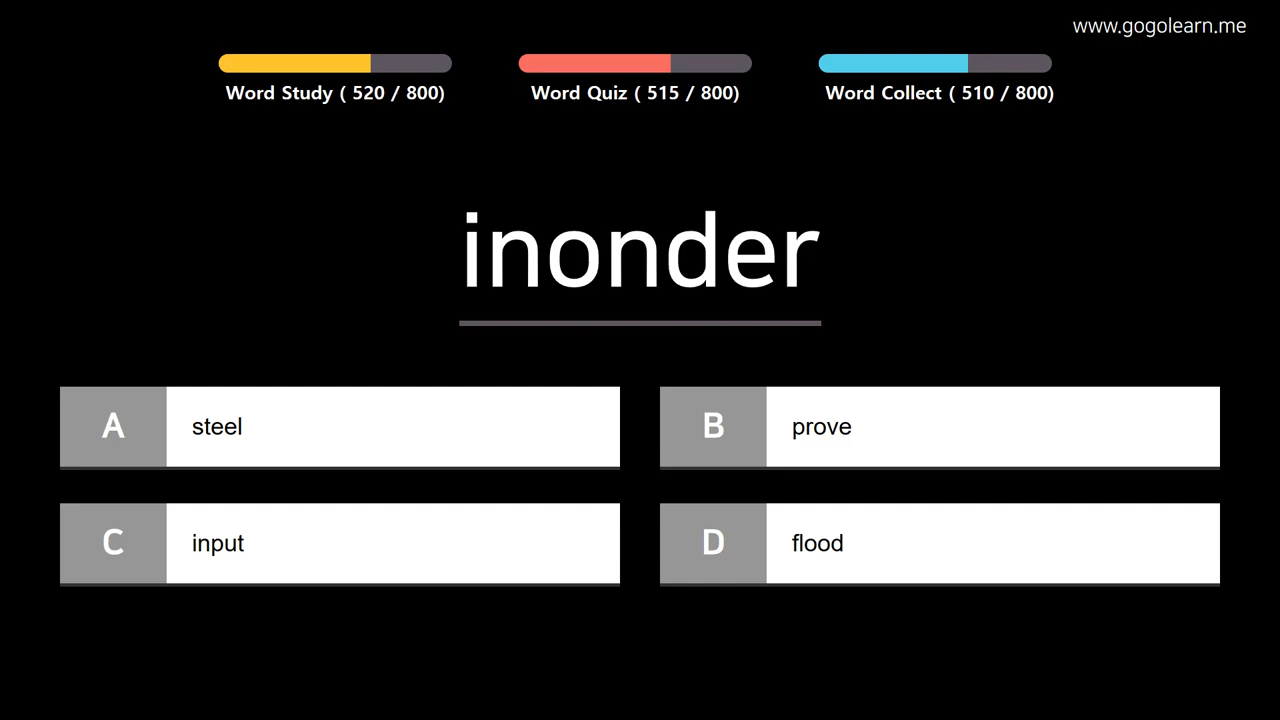 www.gogolearn.me
Word Study ( 520 / 800)
Word Quiz ( 515 / 800)
Word Collect ( 510 / 800)
inonder
A steel
B prove
C input
D flood